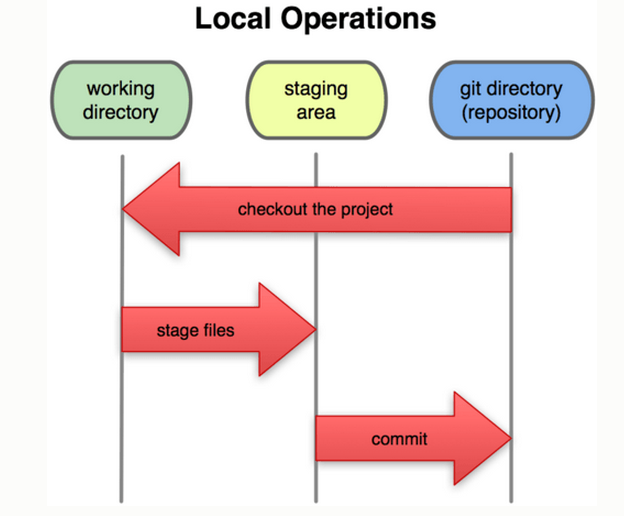 Local Operations
working
directory
staging
area
git directory
(repository)
checkout the project
stage files
commit